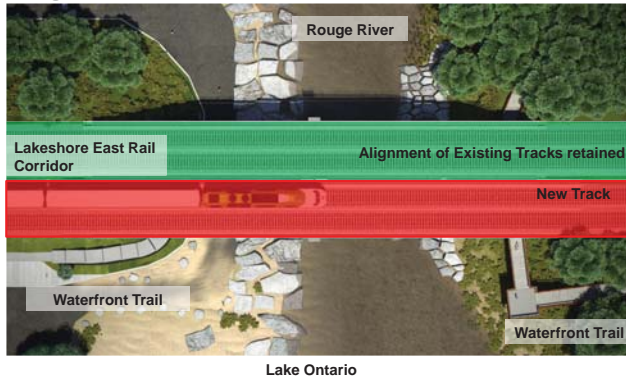 Rouge River
Lakeshore East Rail
Corridor
Alignment of Existing Tracks retained
New Track
Waterfront Trail
Waterfront Trail
Lake Ontario